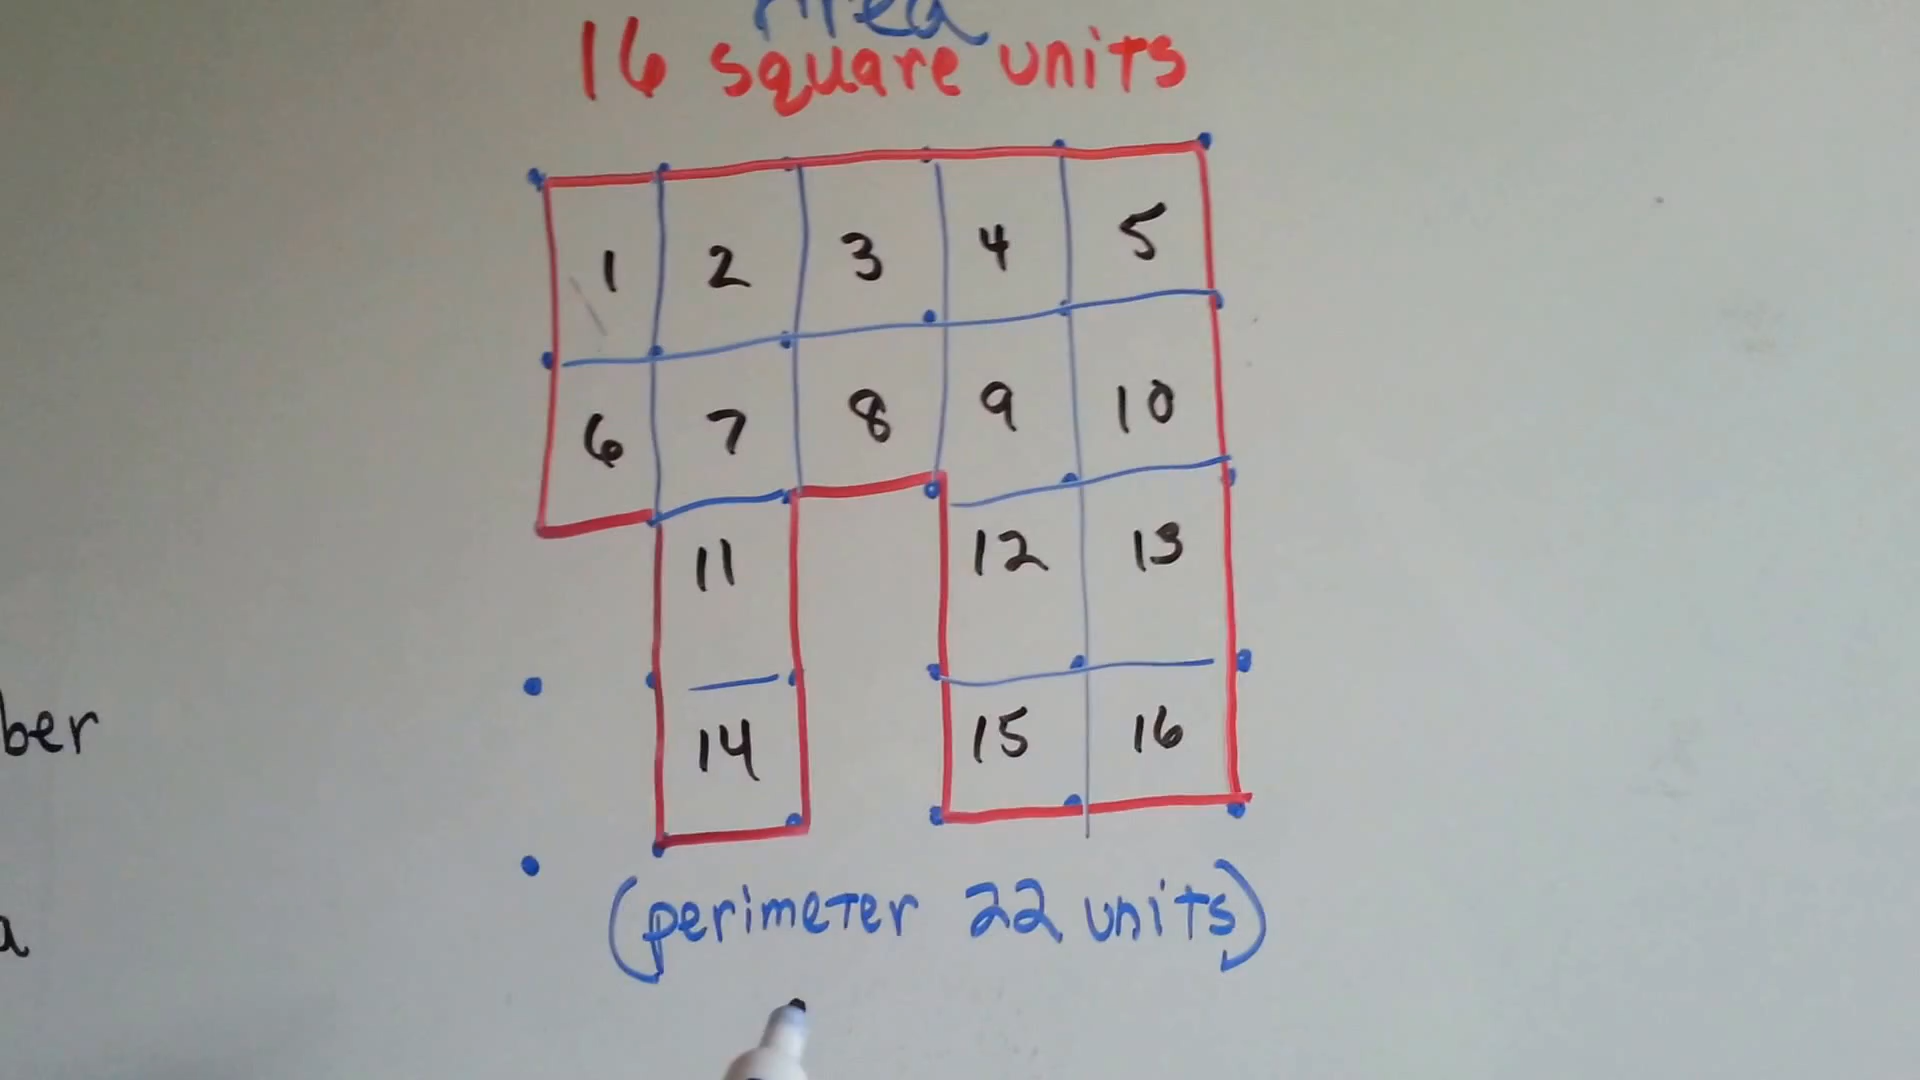 Area
16 square units
1 2 3 4 5
6 7 8 9 10
11 12 13
14 15 16
ber
(perimeter 22 units)
a